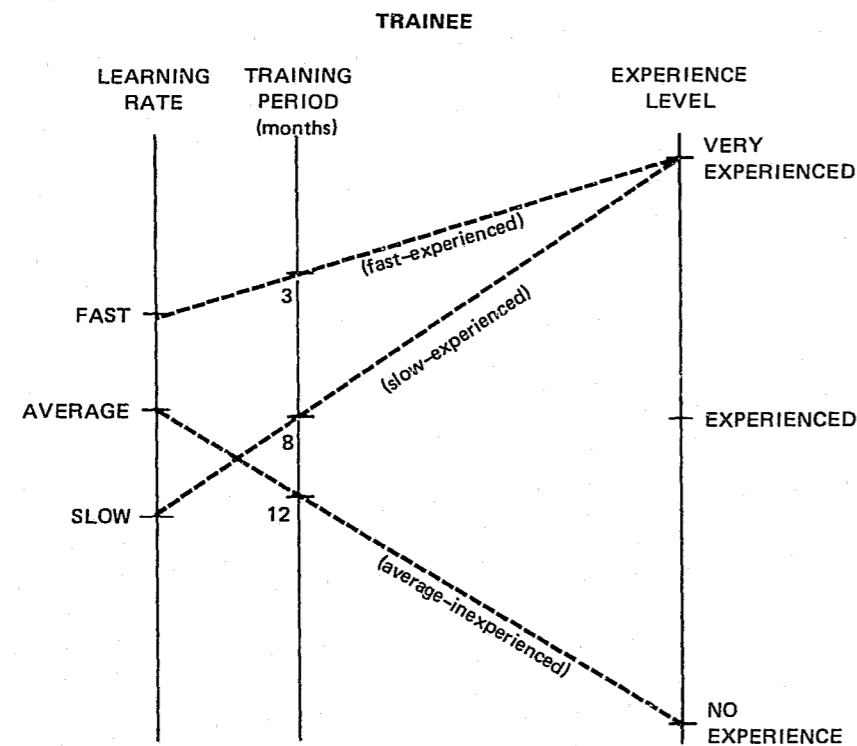 TRAINEE
LEARNING
RATE
TRAINING
PERIOD
(months)
EXPERIENCE
LEVEL
VERY
EXPERIENCED
(fast–experienced)
3
FAST
(slow–experienced)
AVERAGE
EXPERIENCED
8
SLOW
12
(average–inexperienced)
NO
EXPERIENCE